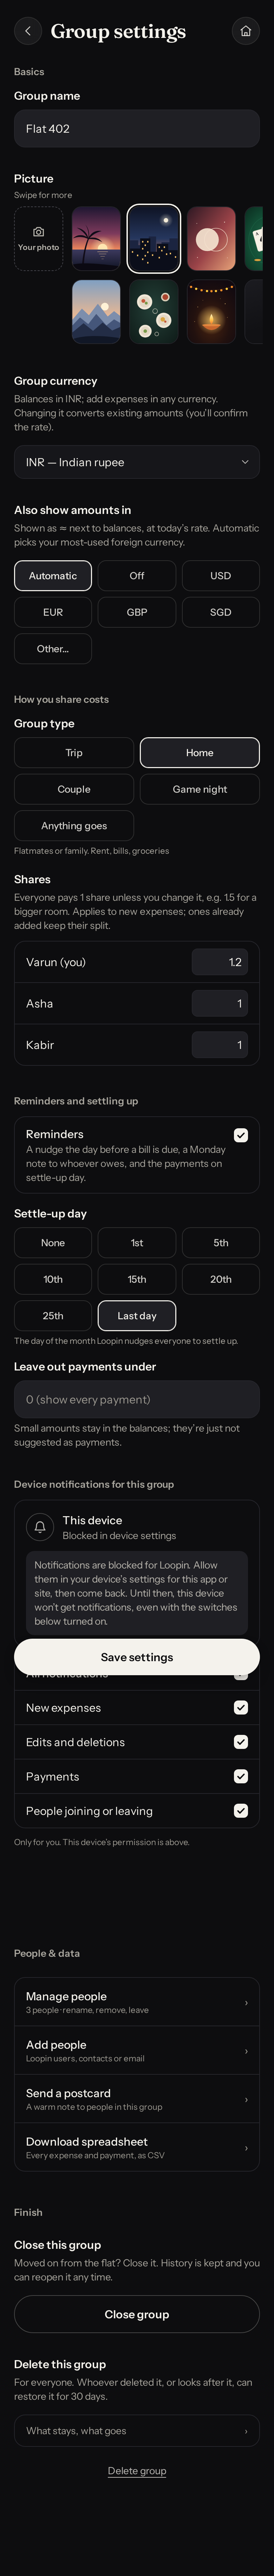 Group settings
Basics
Group name
Flat 402
Picture
Swipe for more
Your photo
Group currency
Balances in INR; add expenses in any currency.
Changing it converts existing amounts (you'll confirm
the rate).
INR — Indian rupee
Also show amounts in
Shown as ≈ next to balances, at today's rate. Automatic
picks your most-used foreign currency.
Automatic
Off
USD
EUR
GBP
SGD
Other…
How you share costs
Group type
Trip
Home
Couple
Game night
Anything goes
Flatmates or family. Rent, bills, groceries
Shares
Everyone pays 1 share unless you change it, e.g. 1.5 for a
bigger room. Applies to new expenses; ones already
added keep their split.
Varun (you) 1.2
Asha 1
Kabir 1
Reminders and settling up
Reminders
A nudge the day before a bill is due, a Monday
note to whoever owes, and the payments on
settle-up day.
Settle-up day
None
1st
5th
10th
15th
20th
25th
Last day
The day of the month Loopin nudges everyone to settle up.
Leave out payments under
0 (show every payment)
Small amounts stay in the balances; they're just not
suggested as payments.
Device notifications for this group
This device
Blocked in device settings
Notifications are blocked for Loopin. Allow
them in your device's settings for this app or
site, then come back. Until then, this device
won't get notifications, even with the switches
below turned on.
Save settings
All notifications
New expenses
Edits and deletions
Payments
People joining or leaving
Only for you. This device's permission is above.
People & data
Manage people
3 people · rename, remove, leave
Add people
Loopin users, contacts or email
Send a postcard
A warm note to people in this group
Download spreadsheet
Every expense and payment, as CSV
Finish
Close this group
Moved on from the flat? Close it. History is kept and you
can reopen it any time.
Close group
Delete this group
For everyone. Whoever deleted it, or looks after it, can
restore it for 30 days.
What stays, what goes
Delete group